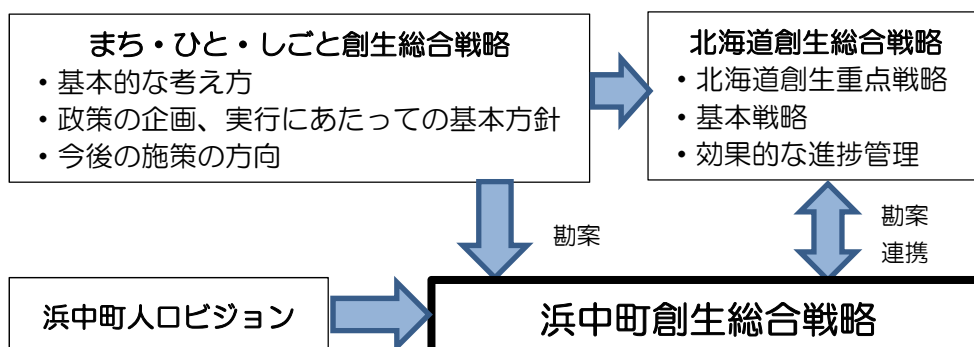 まち・ひと・しごと創生総合戦略
・基本的な考え方
・政策の企画、実行にあたっての基本方針
・今後の施策の方向
北海道創生総合戦略
・北海道創生重点戦略
・基本戦略
・効果的な進捗管理
勘案
勘案
連携
浜中町人口ビジョン
浜中町創生総合戦略